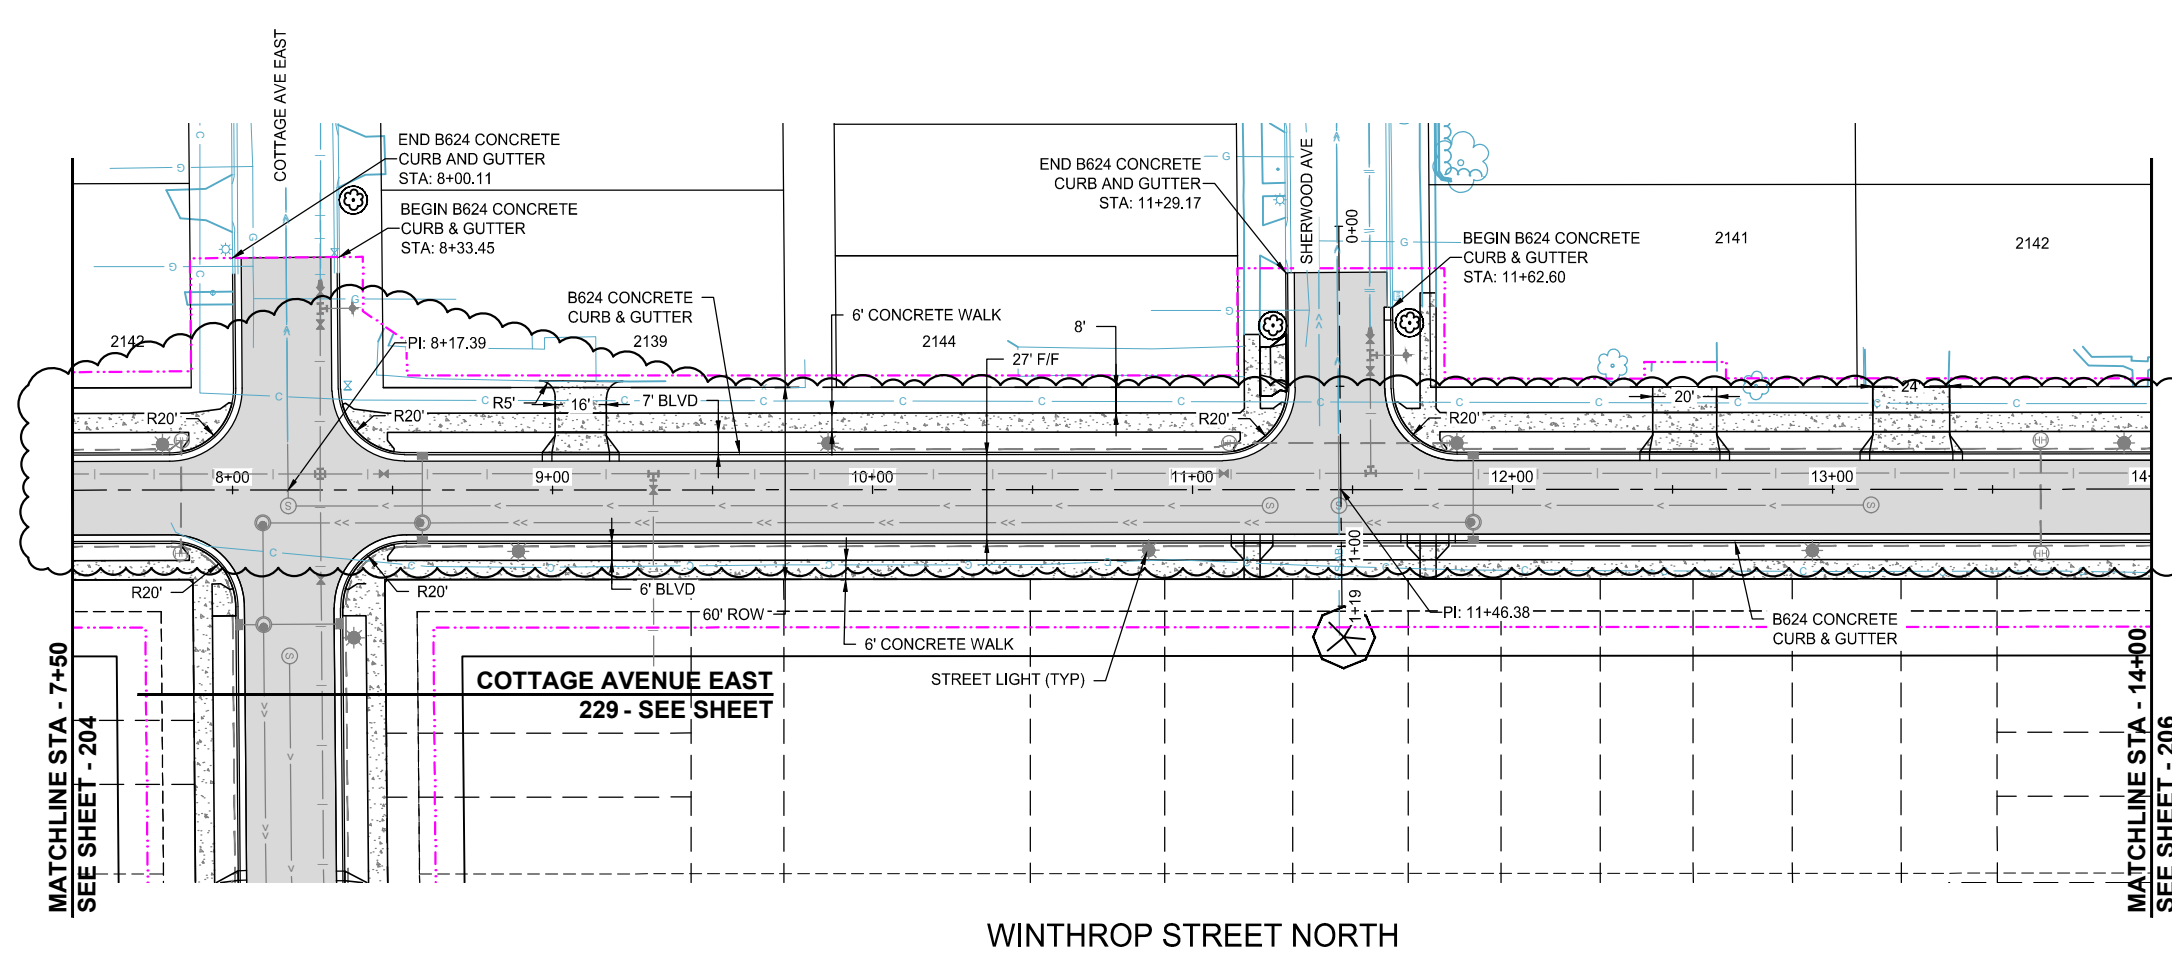 COTTAGE AVE EAST
END B624 CONCRETE
CURB AND GUTTER
STA: 8+00.11
BEGIN B624 CONCRETE
CURB & GUTTER
STA: 8+33.45
B624 CONCRETE
CURB & GUTTER
6' CONCRETE WALK
8'
27' F/F
END B624 CONCRETE
CURB AND GUTTER
STA: 11+29.17
SHERWOOD AVE
0+00
BEGIN B624 CONCRETE
CURB & GUTTER
STA: 11+62.60
2141
2142
2142
PI: 8+17.39
2139
2144
R20'
R20'
R5'
16'
7' BLVD
R20'
R20'
20'
24'
8+00
9+00
10+00
11+00
12+00
13+00
14+
1+00
R20'
R20'
6' BLVD
60' ROW
6' CONCRETE WALK
STREET LIGHT (TYP)
1+19
PI: 11+46.38
B624 CONCRETE
CURB & GUTTER
COTTAGE AVENUE EAST
229 - SEE SHEET
MATCHLINE STA - 7+50
SEE SHEET - 204
MATCHLINE STA - 14+00
SEE SHEET - 206
WINTHROP STREET NORTH